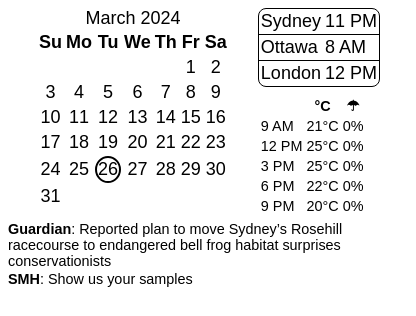 March 2024
Su Mo Tu We Th Fr Sa
1 2
3 4 5 6 7 8 9
10 11 12 13 14 15 16
17 18 19 20 21 22 23
24 25 26 27 28 29 30
31
Sydney 11 PM
Ottawa 8 AM
London 12 PM
°C ☂
9 AM 21°C 0%
12 PM 25°C 0%
3 PM 25°C 0%
6 PM 22°C 0%
9 PM 20°C 0%
Guardian: Reported plan to move Sydney’s Rosehill
racecourse to endangered bell frog habitat surprises
conservationists
SMH: Show us your samples